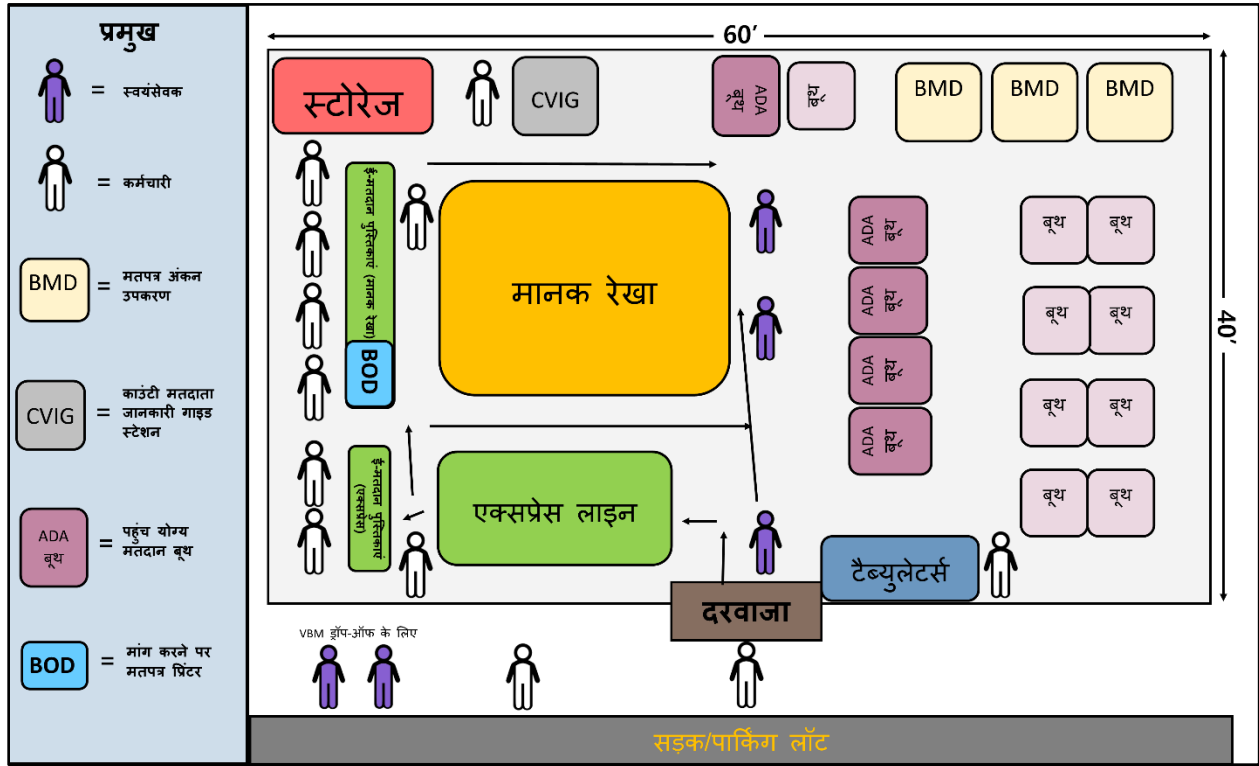 प्रमुख
= स्वयंसेवक
= कर्मचारी
BMD
= मतपत्र अंकन
उपकरण
CVIG
= काउंटी मतदाता
जानकारी गाइड
स्टेशन
ADA
बूथ
= पहुंच योग्य
मतदान बूथ
BOD
= मांग करने पर
मतपत्र प्रिंटर
60’
40’
स्टोरेज
CVIG
ADA
बूथ
बूथ
BMD
BMD
BMD
ई-मतदान पुस्तिकाएं (मानक रेखा)
BOD
मानक रेखा
ADA
बूथ
ADA
बूथ
ADA
बूथ
ADA
बूथ
बूथ बूथ
बूथ बूथ
बूथ बूथ
बूथ बूथ
ई-मतदान पुस्तिकाएं
(एक्सप्रेस)
एक्सप्रेस लाइन
टैब्युलेटर्स
दरवाजा
VBM ड्रॉप-ऑफ के लिए
सड़क/पार्किंग लॉट